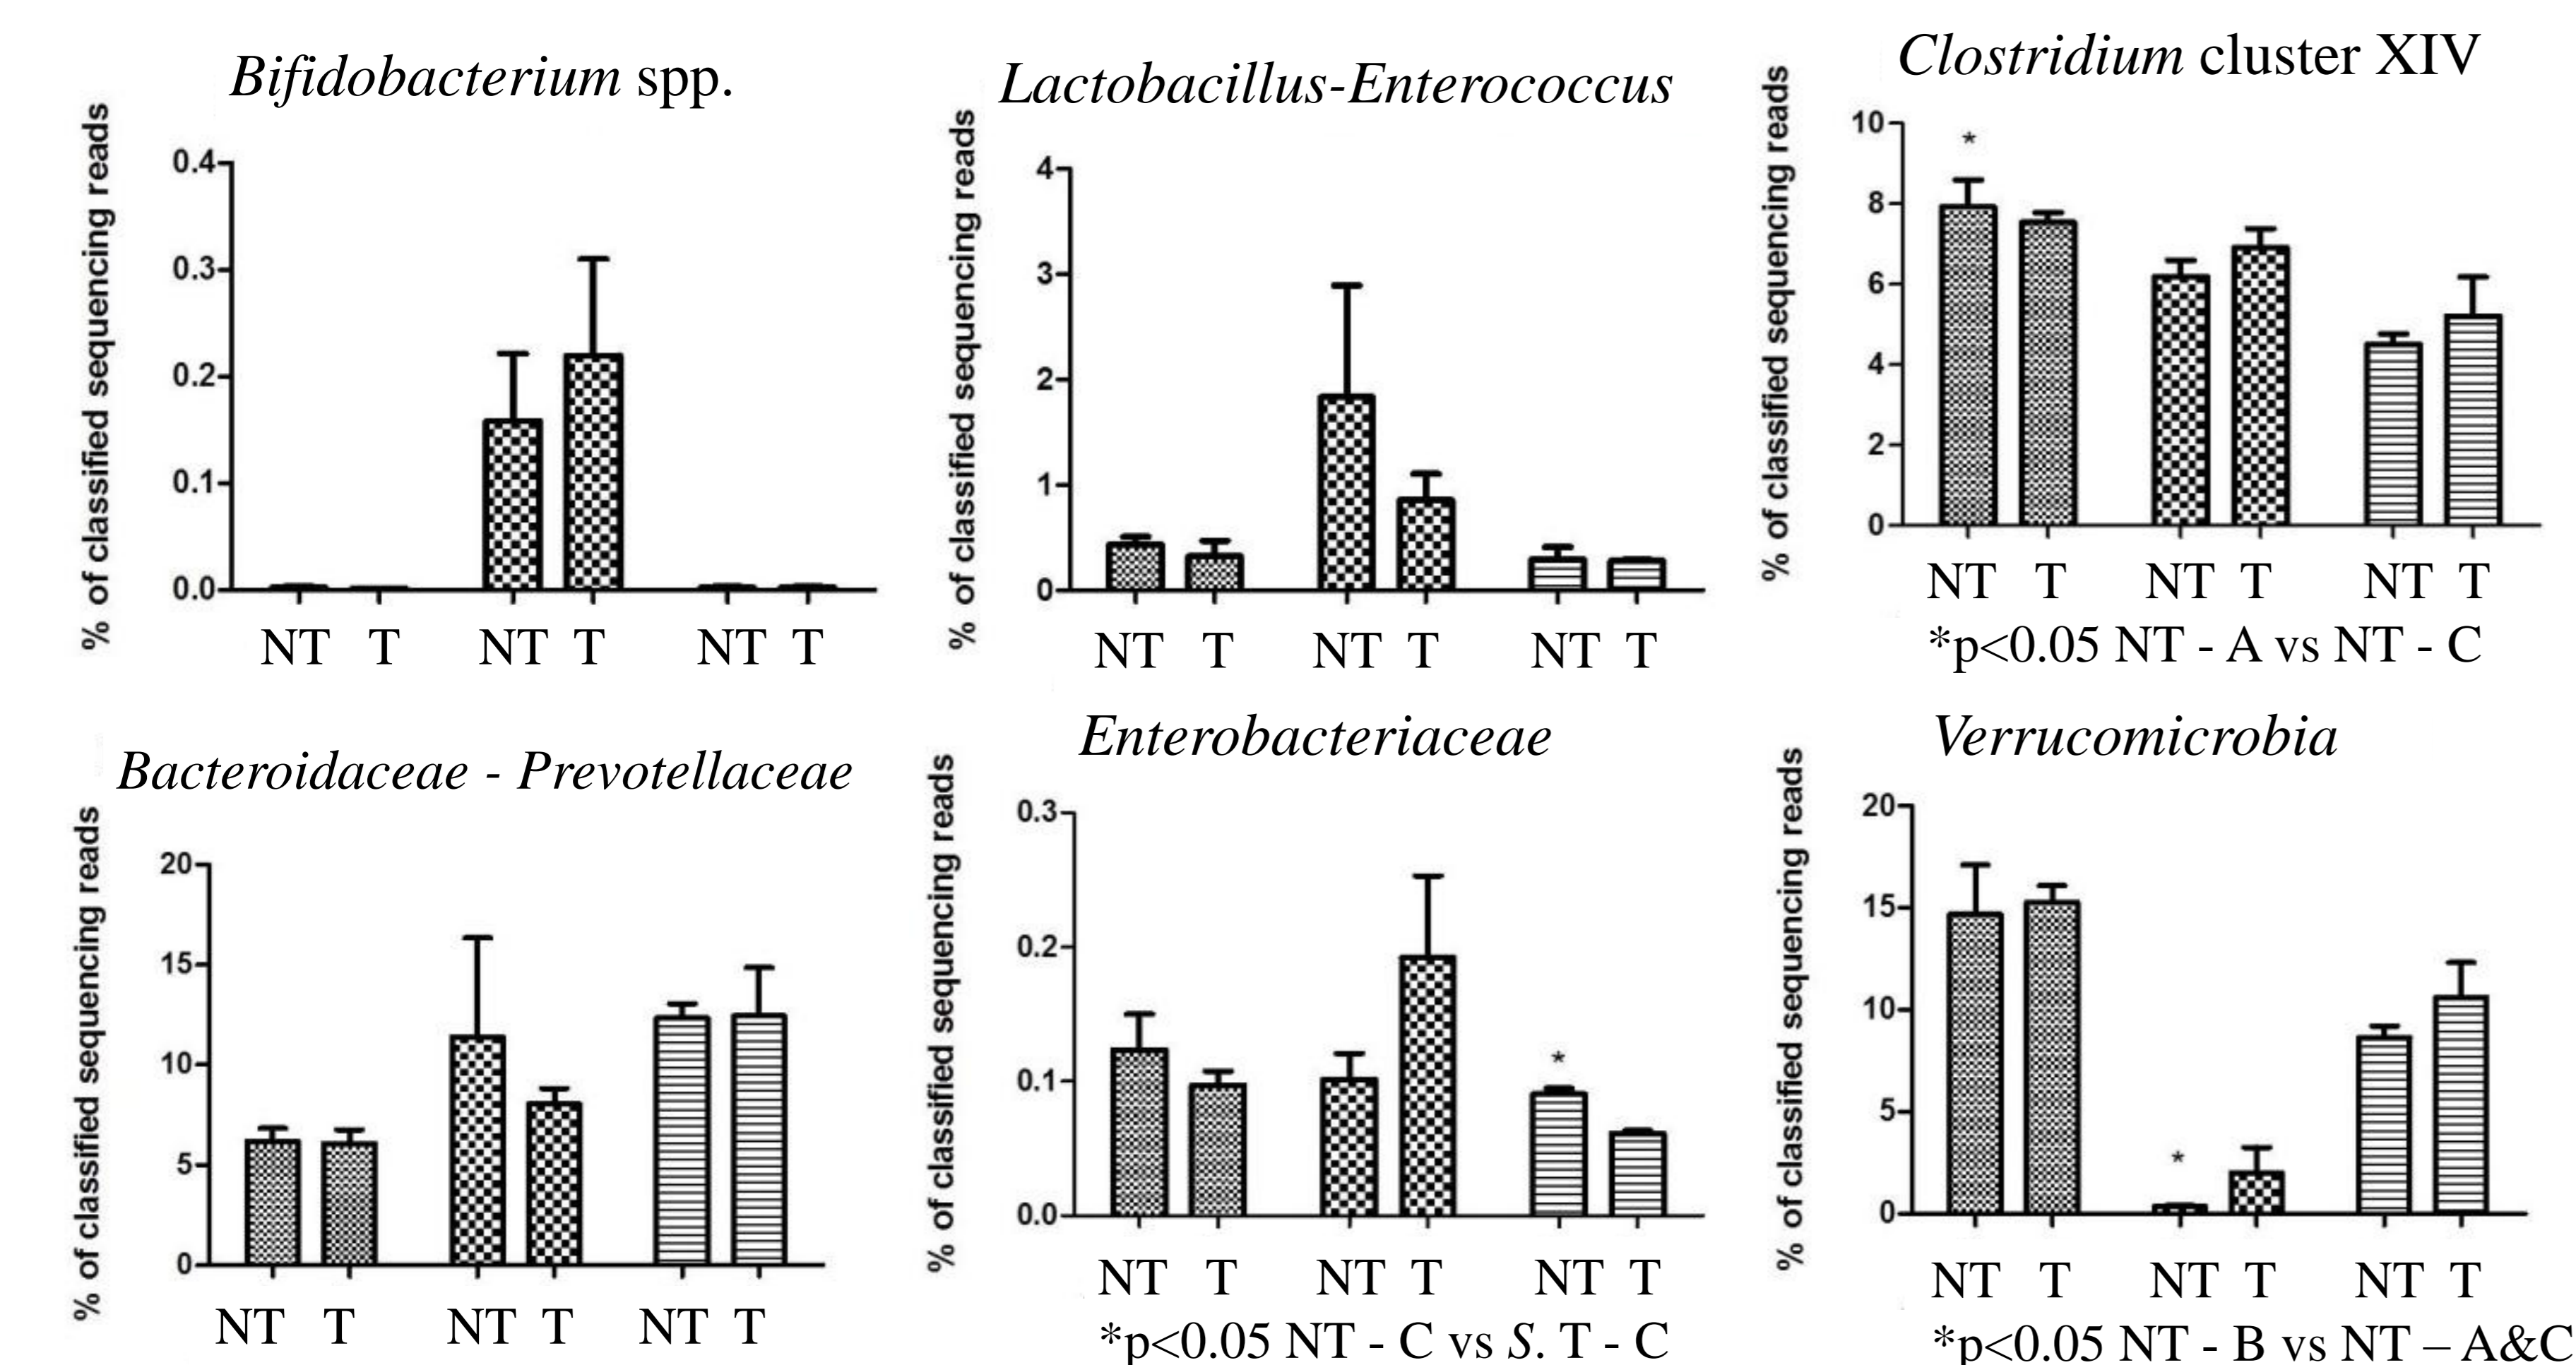 Bifidobacterium spp.
% of classified sequencing reads
0.4
0.3
0.2
0.1
0.0
NT T NT T NT T
Lactobacillus-Enterococcus
% of classified sequencing reads
4
3
2
1
0
NT T NT T NT T
Clostridium cluster XIV
% of classified sequencing reads
10
8
6
4
2
0
*
NT T NT T NT T
*p<0.05 NT - A vs NT - C
Bacteroidaceae - Prevotellaceae
% of classified sequencing reads
20
15
10
5
0
NT T NT T NT T
Enterobacteriaceae
% of classified sequencing reads
0.3
0.2
0.1
0.0
*
NT T NT T NT T
*p<0.05 NT - C vs S. T - C
Verrucomicrobia
% of classified sequencing reads
20
15
10
5
0
*
NT T NT T NT T
*p<0.05 NT - B vs NT – A&C